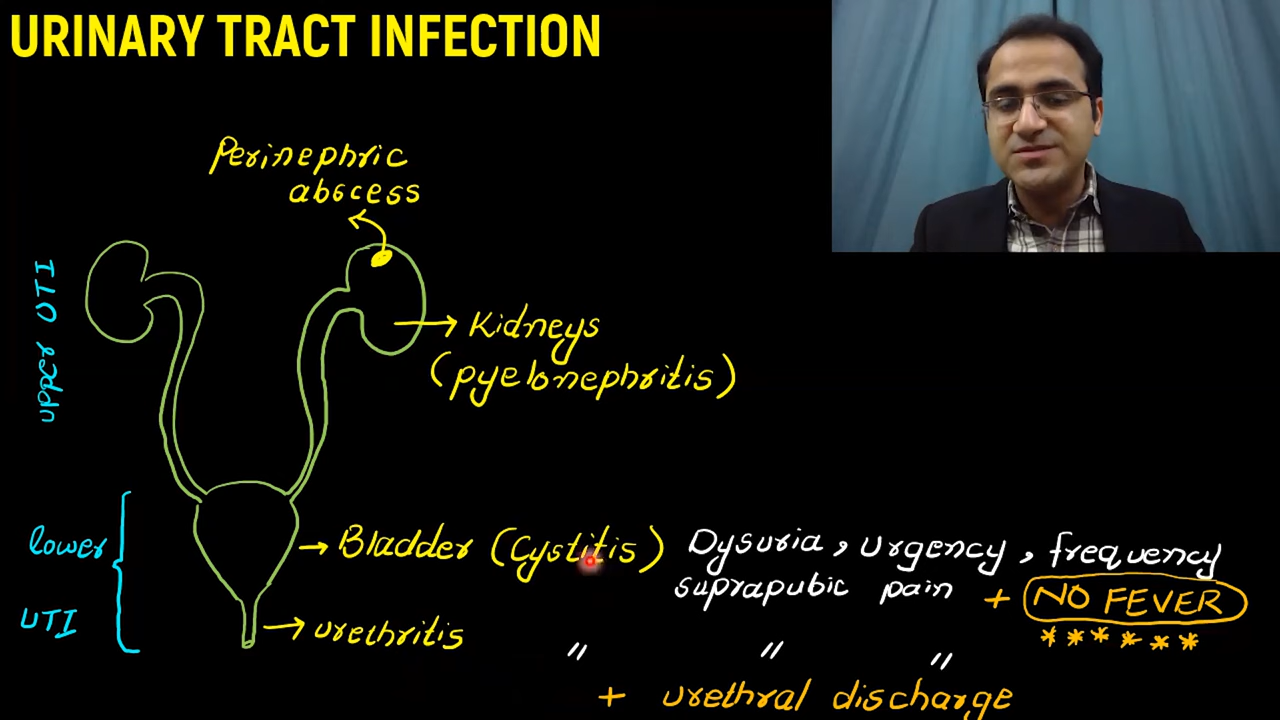 URINARY TRACT INFECTION
Perinephric
abscess
UPPER UTI
Kidneys
(pyelonephritis)
lower
UTI
Bladder (Cystitis) Dysuria, urgency, frequency
suprapubic pain + NO FEVER
******
urethritis " " "
+ urethral discharge